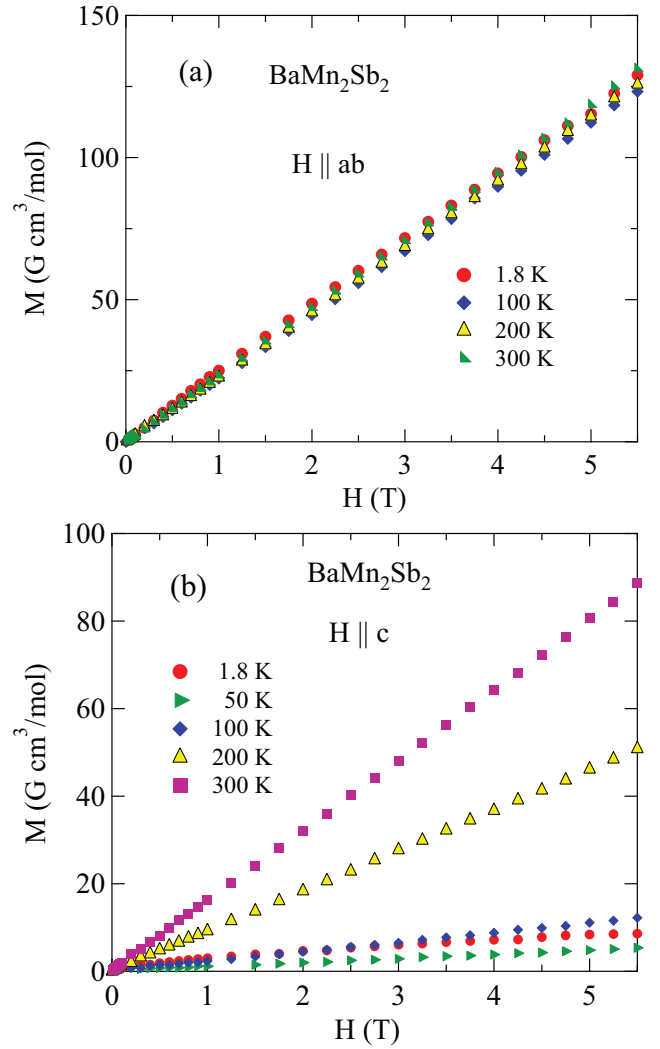 150
(a)
BaMn2Sb2
100
H || ab
M (G cm3/mol)
50
1.8 K
100 K
200 K
300 K
0
0 1 2 3 4 5
H (T)
100
(b)
BaMn2Sb2
80
H || c
M (G cm3/mol)
1.8 K
60
50 K
100 K
200 K
40
300 K
20
0
0 1 2 3 4 5
H (T)